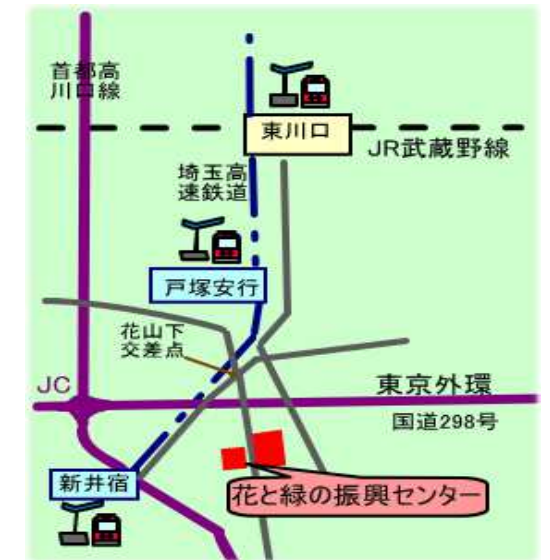 首都高
川口線
東川口
JR武蔵野線
埼玉高
速鉄道
戸塚安行
花山下
交差点
JC
東京外環
国道298号
新井宿
花と緑の振興センター